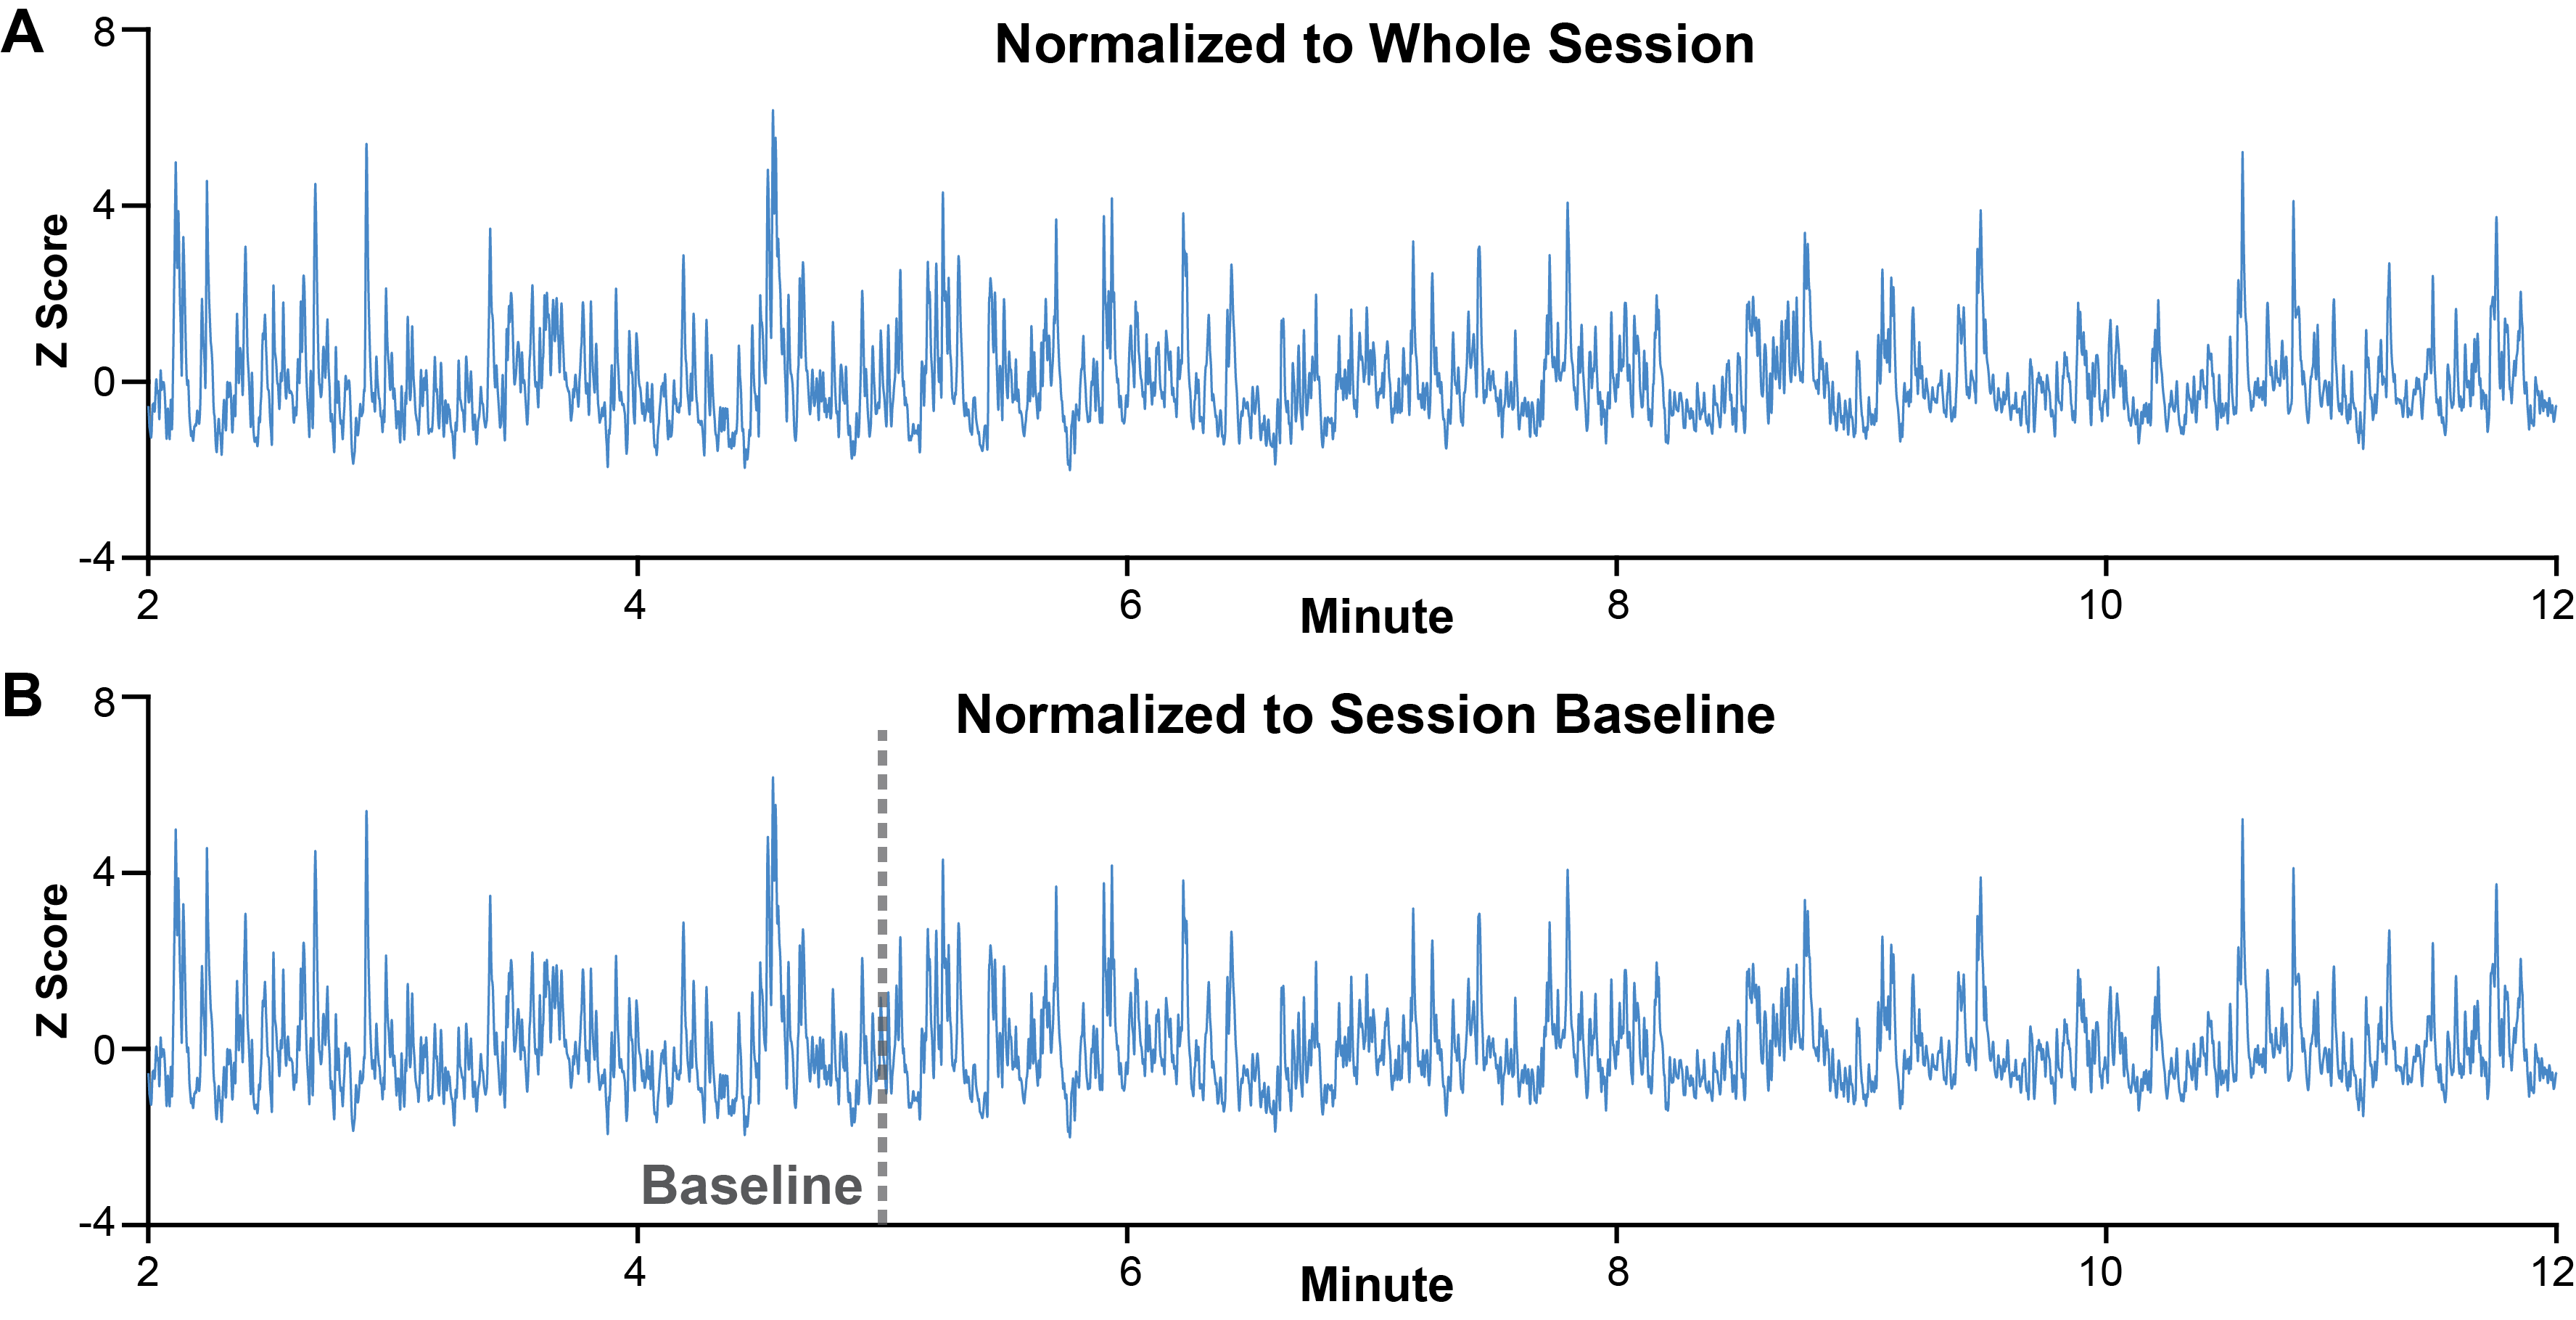 A
Normalized to Whole Session
8
4
0
-4
Z Score
2 4 6 8 10 12
Minute
B
Normalized to Session Baseline
8
4
0
-4
Z Score
Baseline
2 4 6 8 10 12
Minute